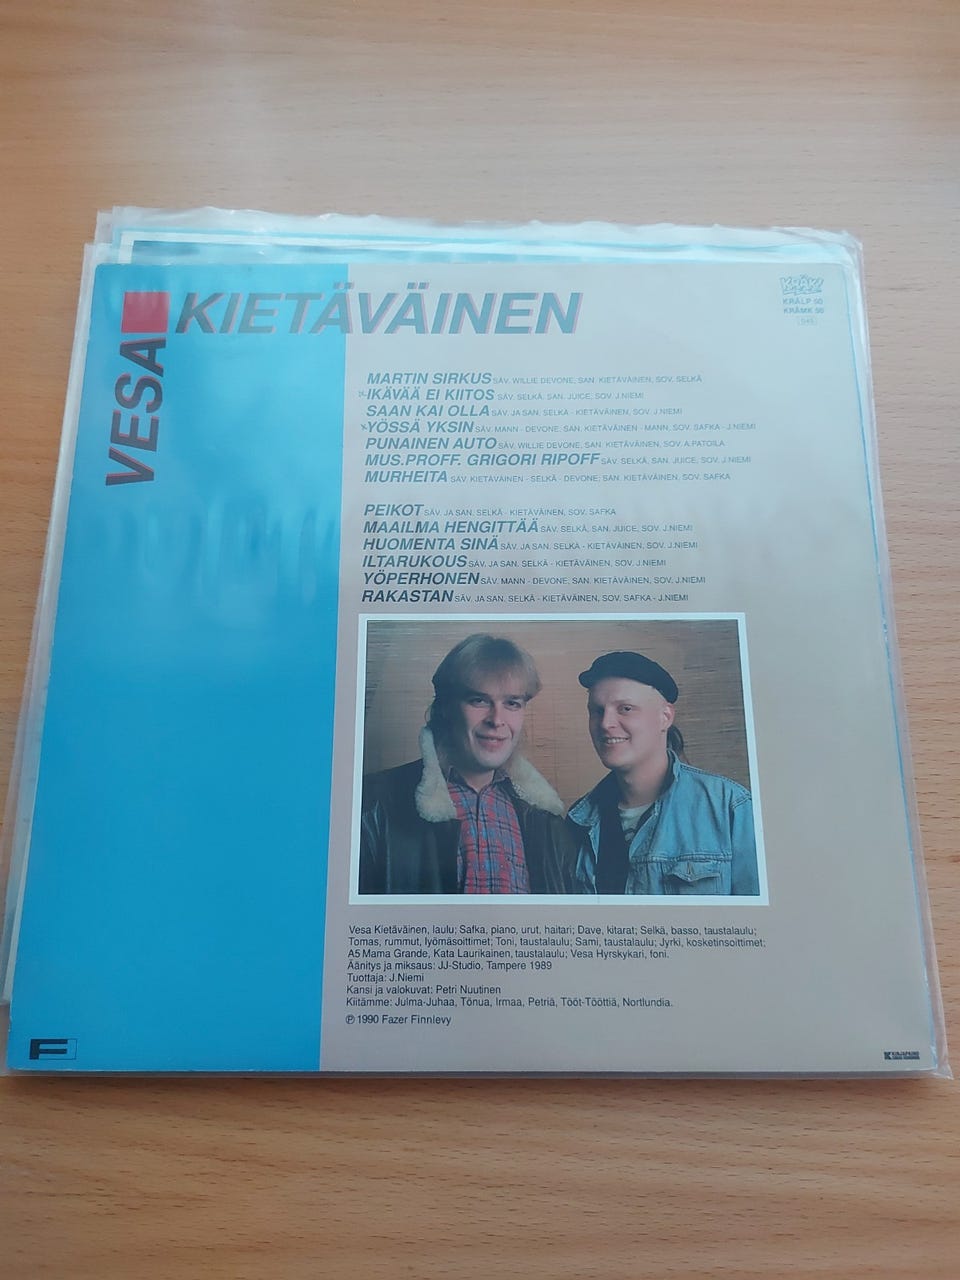 VESA KIETÄVÄINEN
KRÄK!
KRÄLP 50
KRÄMK 50
MARTIN SIRKUS SÄV. WILLIE DEVONE, SAN. KIETÄVÄINEN, SOV. SELKÄ
IKÄVÄÄ EI KIITOS SÄV. SELKÄ, SAN. JUICE, SOV. J.NIEMI
SAAN KAI OLLA SÄV. JA SAN. SELKÄ - KIETÄVÄINEN, SOV. J.NIEMI
YÖSSÄ YKSIN SÄV. MANN - DEVONE, SAN. KIETÄVÄINEN - MANN, SOV. SAFKA - J.NIEMI
PUNAINEN AUTO SÄV. WILLIE DEVONE, SAN. KIETÄVÄINEN, SOV. A.PATOILA
MUS.PROFF. GRIGORI RIPOFF SÄV. SELKÄ, SAN. JUICE, SOV. J.NIEMI
MURHEITA SÄV. KIETÄVÄINEN - SELKÄ - DEVONE, SAN. KIETÄVÄINEN, SOV. SAFKA
PEIKOT SÄV. JA SAN. SELKÄ - KIETÄVÄINEN, SOV. SAFKA
MAAILMA HENGITTÄÄ SÄV. SELKÄ, SAN. JUICE, SOV. J.NIEMI
HUOMENTA SINÄ SÄV. JA SAN. SELKÄ - KIETÄVÄINEN, SOV. J.NIEMI
ILTARUKOUS SÄV. JA SAN. SELKÄ - KIETÄVÄINEN, SOV. J.NIEMI
YÖPERHONEN SÄV. MANN - DEVONE, SAN. KIETÄVÄINEN, SOV. J.NIEMI
RAKASTAN SÄV. JA SAN. SELKÄ - KIETÄVÄINEN, SOV. SAFKA - J.NIEMI
Vesa Kietäväinen, laulu; Safka, piano, urut, haitari; Dave, kitarat; Selkä, basso, taustalaulu;
Tomas, rummut, lyömäsoittimet; Toni, taustalaulu; Sami, taustalaulu; Jyrki, kosketinsoittimet;
A5 Mama Grande, Kata Laurikainen, taustalaulu; Vesa Hyrskykari, foni.
Äänitys ja miksaus: JJ-Studio, Tampere 1989
Tuottaja: J.Niemi
Kansi ja valokuvat: Petri Nuutinen
Kiitämme: Julma-Juhaa, Tönua, Irmaa, Petriä, Tööt-Tööttiä, Nortlundia.
℗ 1990 Fazer Finnlevy